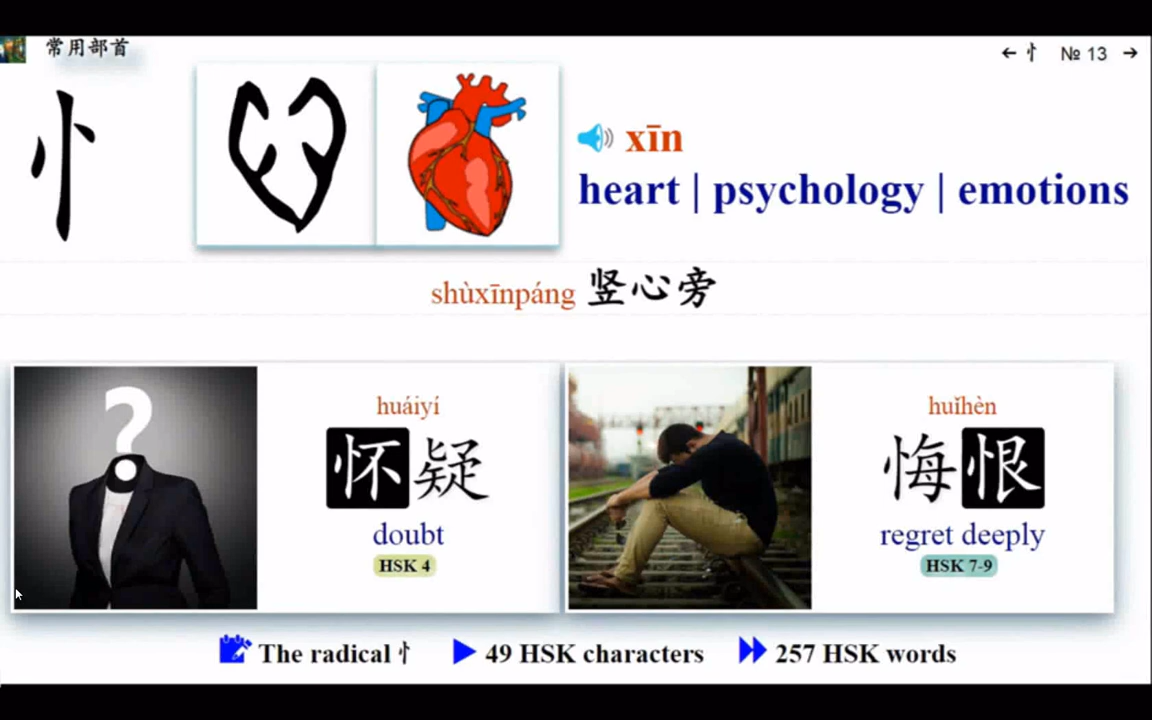 常用部首
← 忄 № 13 →
忄
xīn
heart | psychology | emotions
shùxīnpáng 竖心旁
?
huáiyí
怀疑
doubt
HSK 4
huǐhèn
悔恨
regret deeply
HSK 7-9
The radical 忄 49 HSK characters 257 HSK words